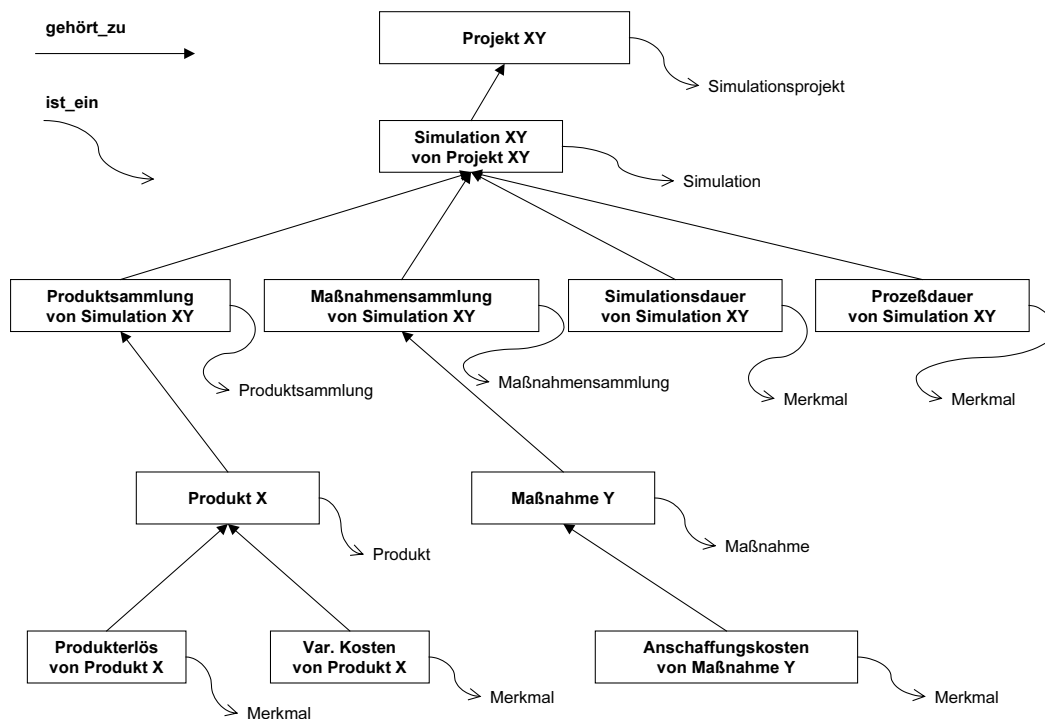 gehört_zu
Projekt XY
Simulationsprojekt
ist_ein
Simulation XY
von Projekt XY
Simulation
Produktsammlung
von Simulation XY
Maßnahmensammlung
von Simulation XY
Simulationsdauer
von Simulation XY
Prozeßdauer
von Simulation XY
Produktsammlung
Maßnahmensammlung
Merkmal
Merkmal
Produkt X
Maßnahme Y
Produkt
Maßnahme
Produkterlös
von Produkt X
Var. Kosten
von Produkt X
Anschaffungskosten
von Maßnahme Y
Merkmal
Merkmal
Merkmal